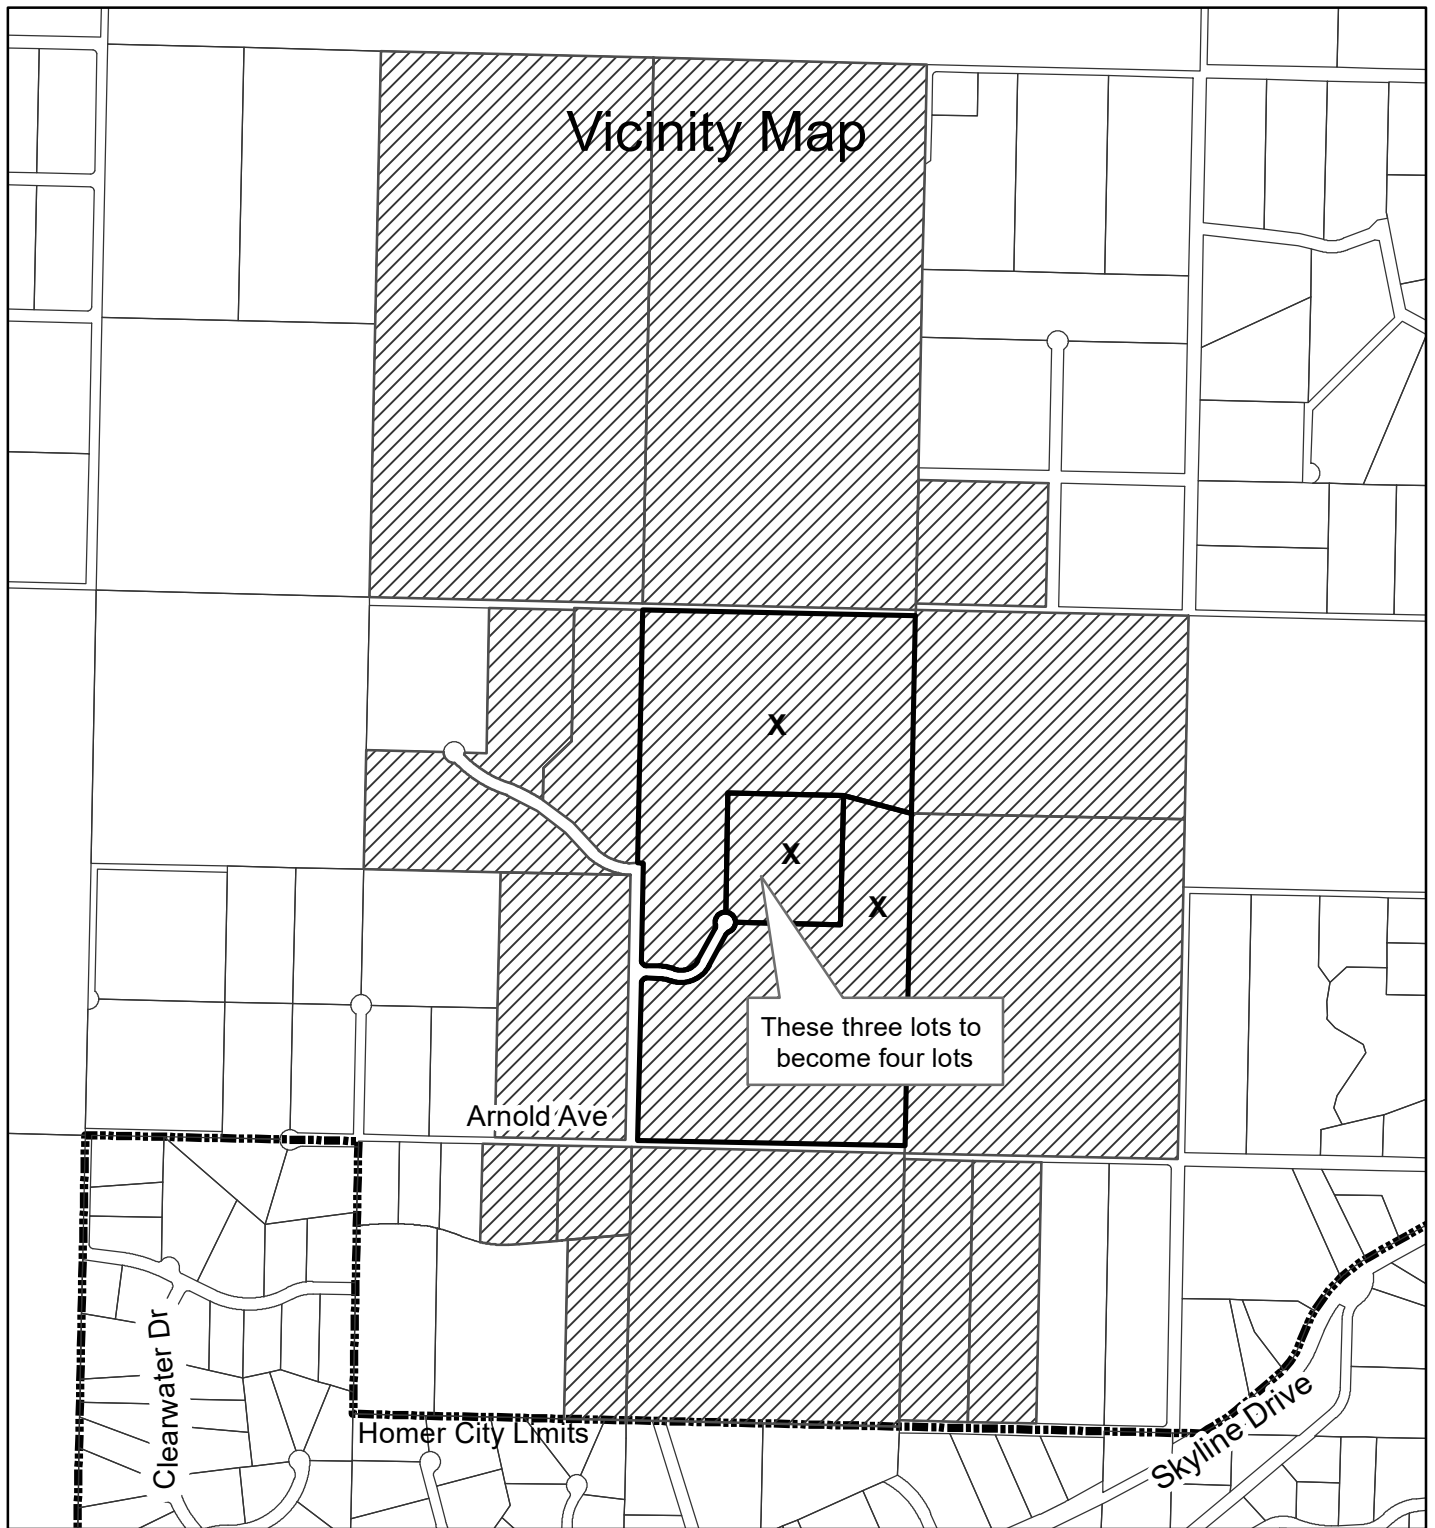 Vicinity Map
X
X
X
These three lots to
become four lots
Arnold Ave
Clearwater Dr
Homer City Limits
Skyline Drive